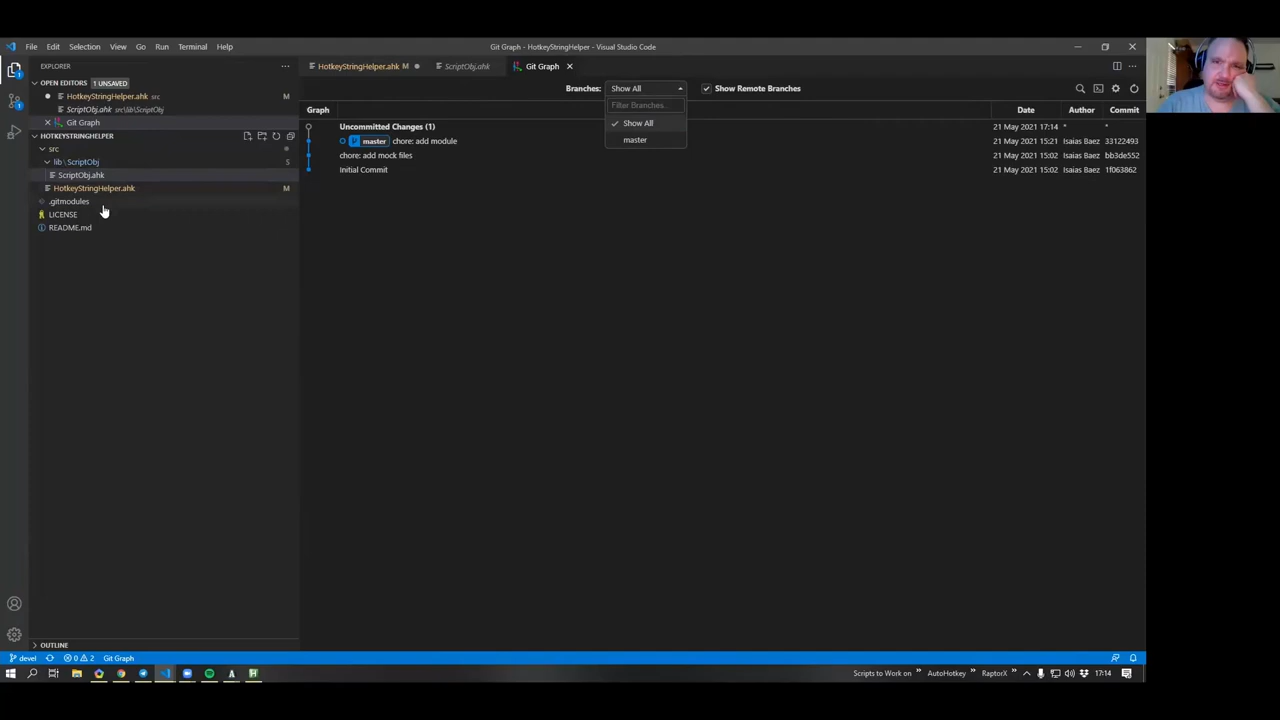 File Edit Selection View Go Run Terminal Help
Git Graph - HotkeyStringHelper - Visual Studio Code
EXPLORER
HotkeyStringHelper.ahk M
ScriptObj.ahk
Git Graph
OPEN EDITORS 1 UNSAVED
HotkeyStringHelper.ahk src
ScriptObj.ahk src\lib\ScriptObj
Git Graph
HOTKEYSTRINGHELPER
src
lib \ ScriptObj S
ScriptObj.ahk
HotkeyStringHelper.ahk M
.gitmodules
LICENSE
README.md
OUTLINE
Branches: Show All
Show Remote Branches
Filter Branches...
Show All
master
Graph Date Author Commit
Uncommitted Changes (1) 21 May 2021 17:14 * *
master chore: add module 21 May 2021 15:21 Isaias Baez 33122493
chore: add mock files 21 May 2021 15:02 Isaias Baez bb3de552
Initial Commit 21 May 2021 15:02 Isaias Baez 1f063862
devel 0 2 Git Graph
Scripts to Work on AutoHotkey RaptorX 17:14